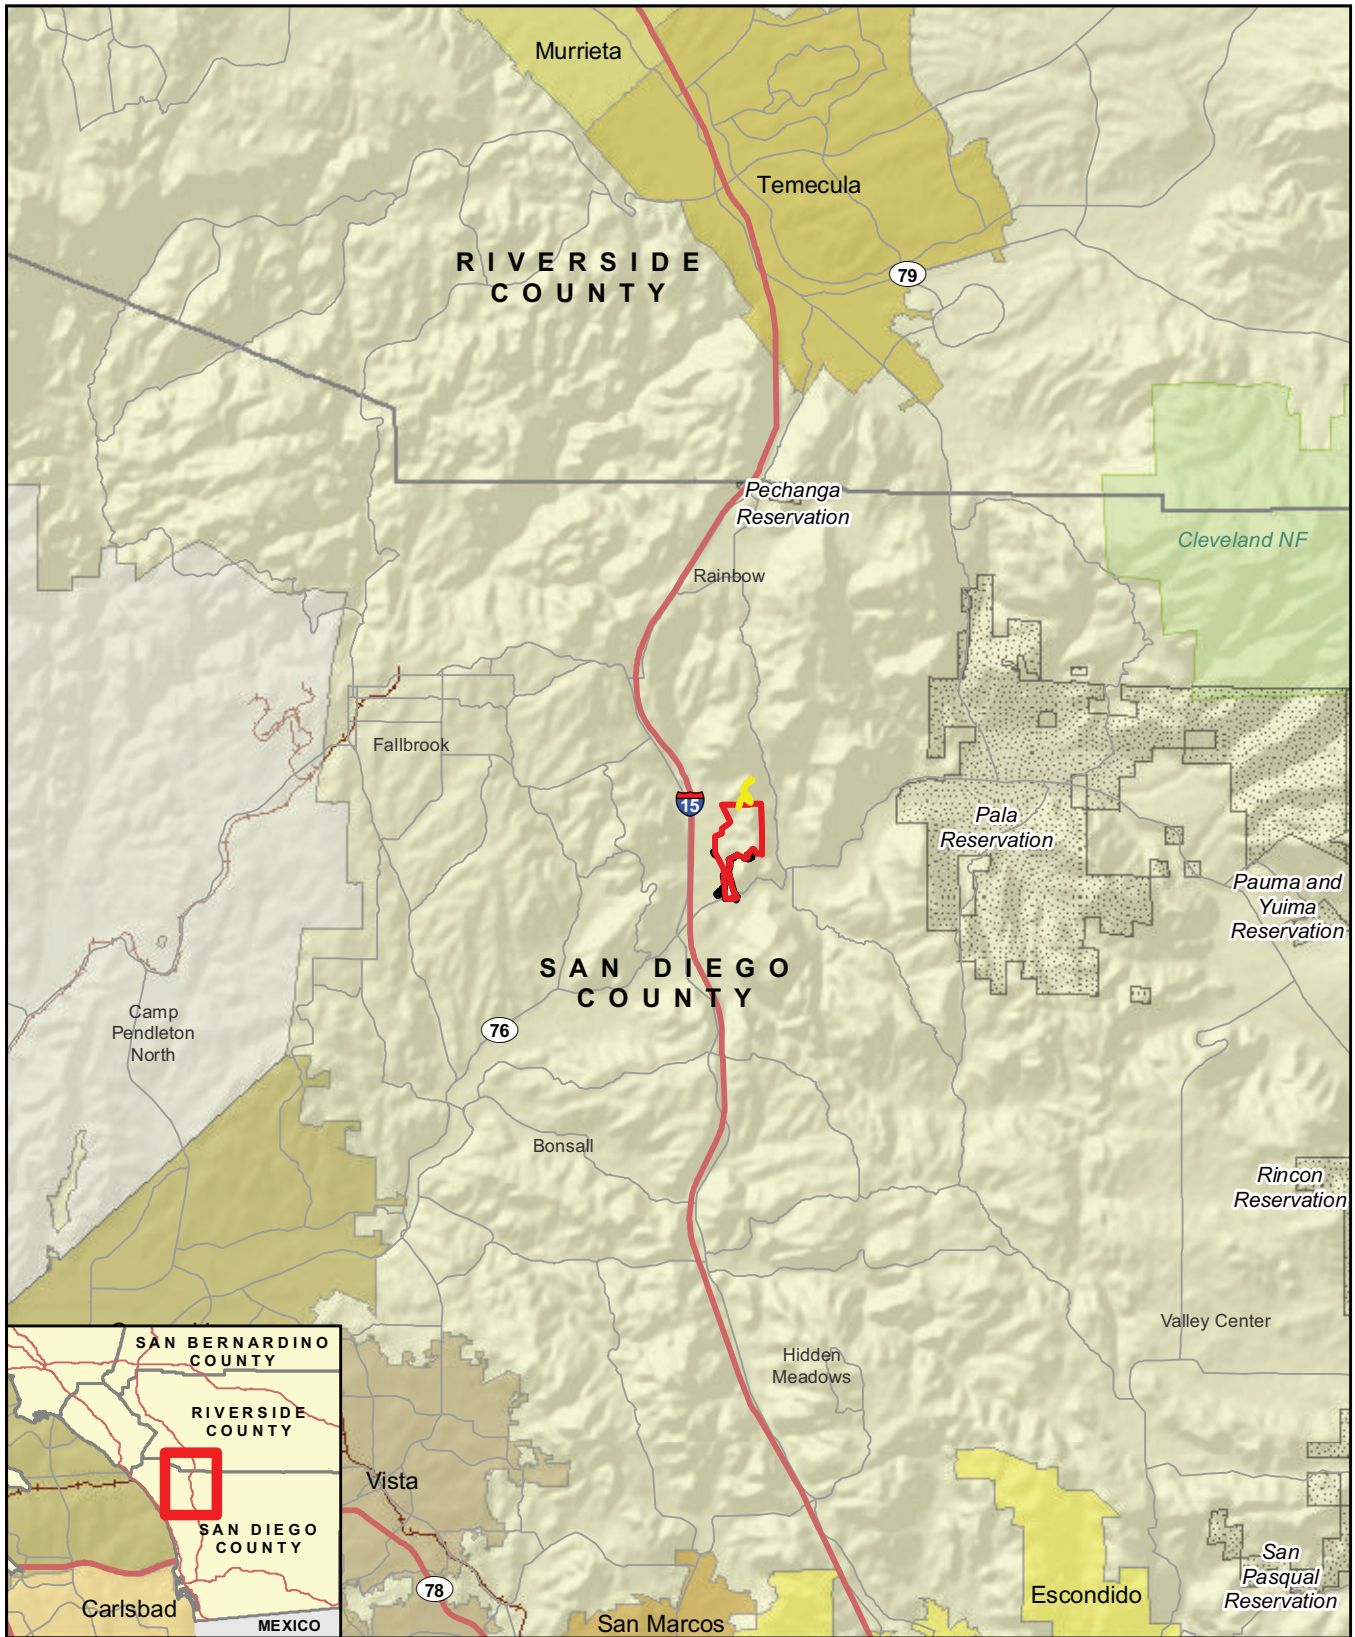 Murrieta
Temecula
RIVERSIDE
COUNTY
79
Pechanga
Reservation
Cleveland NF
Rainbow
Fallbrook
15
Pala
Reservation
Pauma and
Yuima
Reservation
SAN DIEGO
COUNTY
Camp
Pendleton
North
76
Bonsall
Rincon
Reservation
Valley Center
Hidden
Meadows
SAN BERNARDINO
COUNTY
RIVERSIDE
COUNTY
SAN DIEGO
COUNTY
MEXICO
Carlsbad
Vista
78
San Marcos
Escondido
San
Pasqual
Reservation